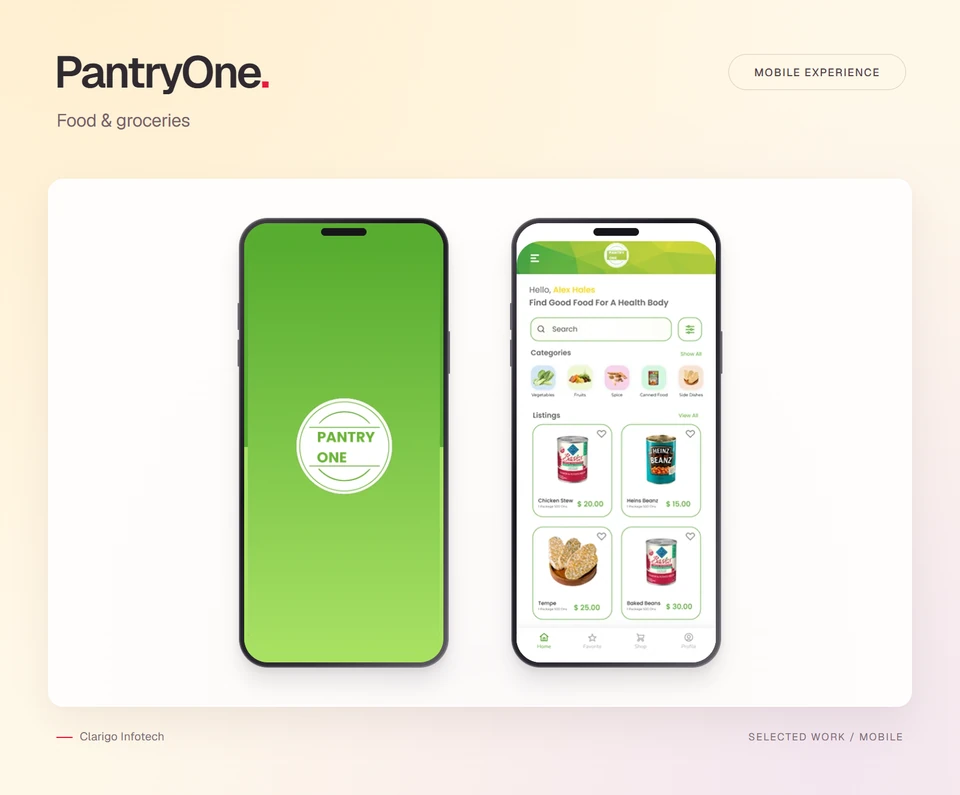 PantryOne.
MOBILE EXPERIENCE
Food & groceries
PANTRY
ONE
PANTRY
ONE
Hello, Alex Hales
Find Good Food For A Health Body
Search
Categories
Show All
Vegetables
Fruits
Spice
Canned Food
Side Dishes
Listings
View All
HEINZ
BEANZ
Chicken Stew
$ 20.00
Heins Beanz
$ 15.00
Tempe
$ 25.00
Baked Beans
$ 30.00
Home
Favorite
Shop
Profile
Clarigo Infotech
SELECTED WORK / MOBILE